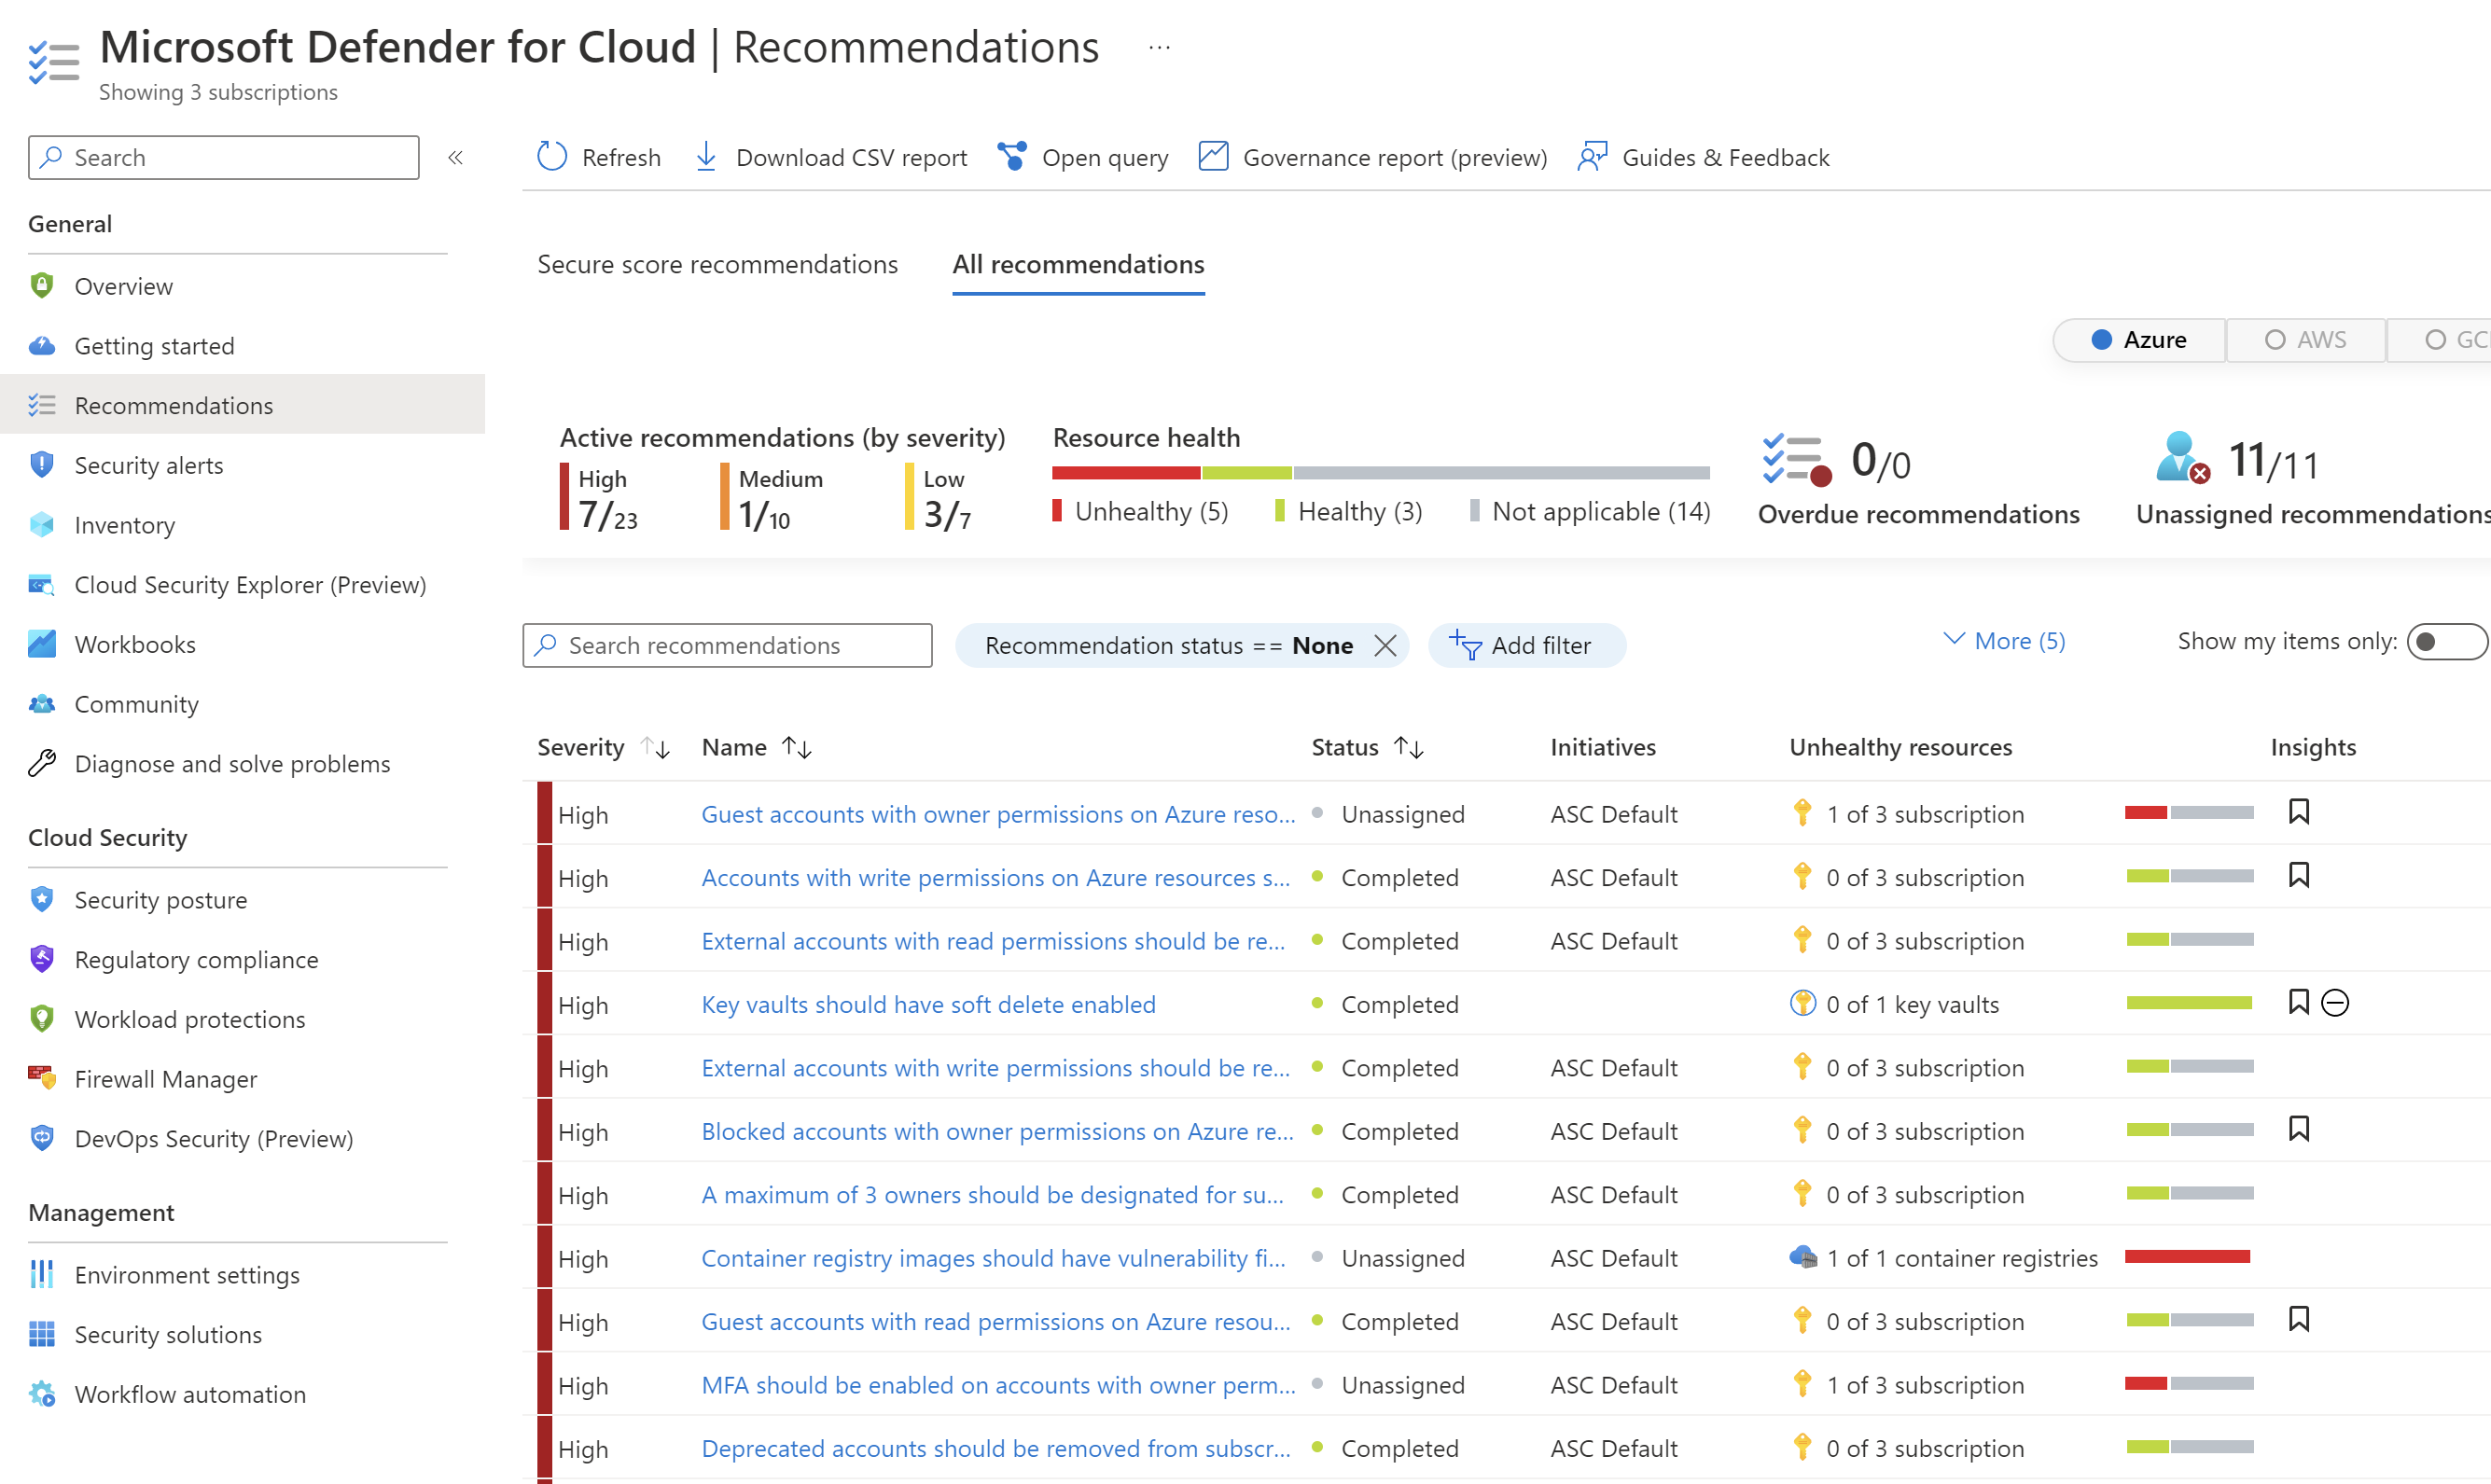 Microsoft Defender for Cloud | Recommendations ...
Showing 3 subscriptions
Search
«
General
Overview
Getting started
Recommendations
Security alerts
Inventory
Cloud Security Explorer (Preview)
Workbooks
Community
Diagnose and solve problems
Cloud Security
Security posture
Regulatory compliance
Workload protections
Firewall Manager
DevOps Security (Preview)
Management
Environment settings
Security solutions
Workflow automation
Refresh Download CSV report Open query Governance report (preview) Guides & Feedback
Secure score recommendations All recommendations
Azure AWS GC
Active recommendations (by severity)
High Medium Low
7/23 1/10 3/7
Resource health
Unhealthy (5) Healthy (3) Not applicable (14)
0/0
Overdue recommendations
11/11
Unassigned recommendations
Search recommendations Recommendation status == None Add filter More (5) Show my items only:
Severity Name Status Initiatives Unhealthy resources Insights
High Guest accounts with owner permissions on Azure reso... Unassigned ASC Default 1 of 3 subscription
High Accounts with write permissions on Azure resources s... Completed ASC Default 0 of 3 subscription
High External accounts with read permissions should be re... Completed ASC Default 0 of 3 subscription
High Key vaults should have soft delete enabled Completed 0 of 1 key vaults
High External accounts with write permissions should be re... Completed ASC Default 0 of 3 subscription
High Blocked accounts with owner permissions on Azure re... Completed ASC Default 0 of 3 subscription
High A maximum of 3 owners should be designated for su... Completed ASC Default 0 of 3 subscription
High Container registry images should have vulnerability fi... Unassigned ASC Default 1 of 1 container registries
High Guest accounts with read permissions on Azure resou... Completed ASC Default 0 of 3 subscription
High MFA should be enabled on accounts with owner perm... Unassigned ASC Default 1 of 3 subscription
High Deprecated accounts should be removed from subscr... Completed ASC Default 0 of 3 subscription